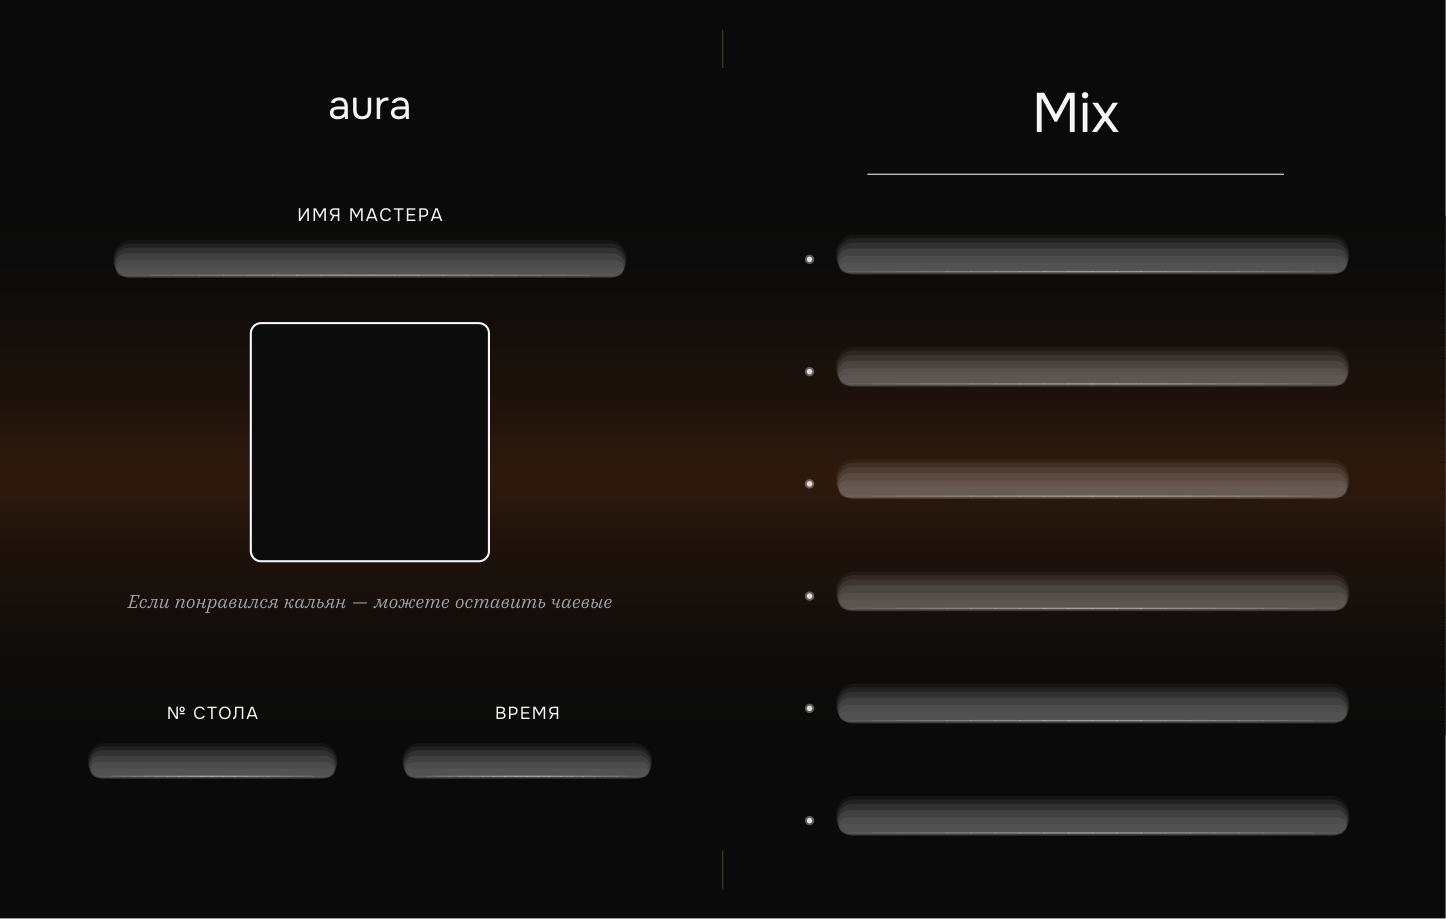 aura
ИМЯ МАСТЕРА
Если понравился кальян — можете оставить чаевые
№ СТОЛА
ВРЕМЯ
Mix